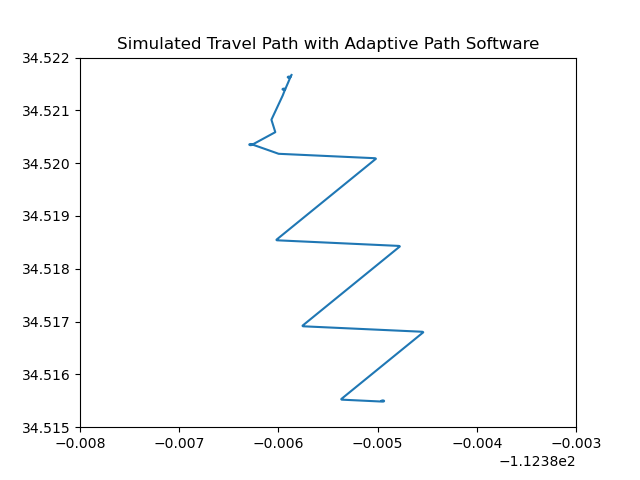 Simulated Travel Path with Adaptive Path Software
34.522
34.521
34.520
34.519
34.518
34.517
34.516
34.515
−0.008 −0.007 −0.006 −0.005 −0.004 −0.003
−1.1238e2